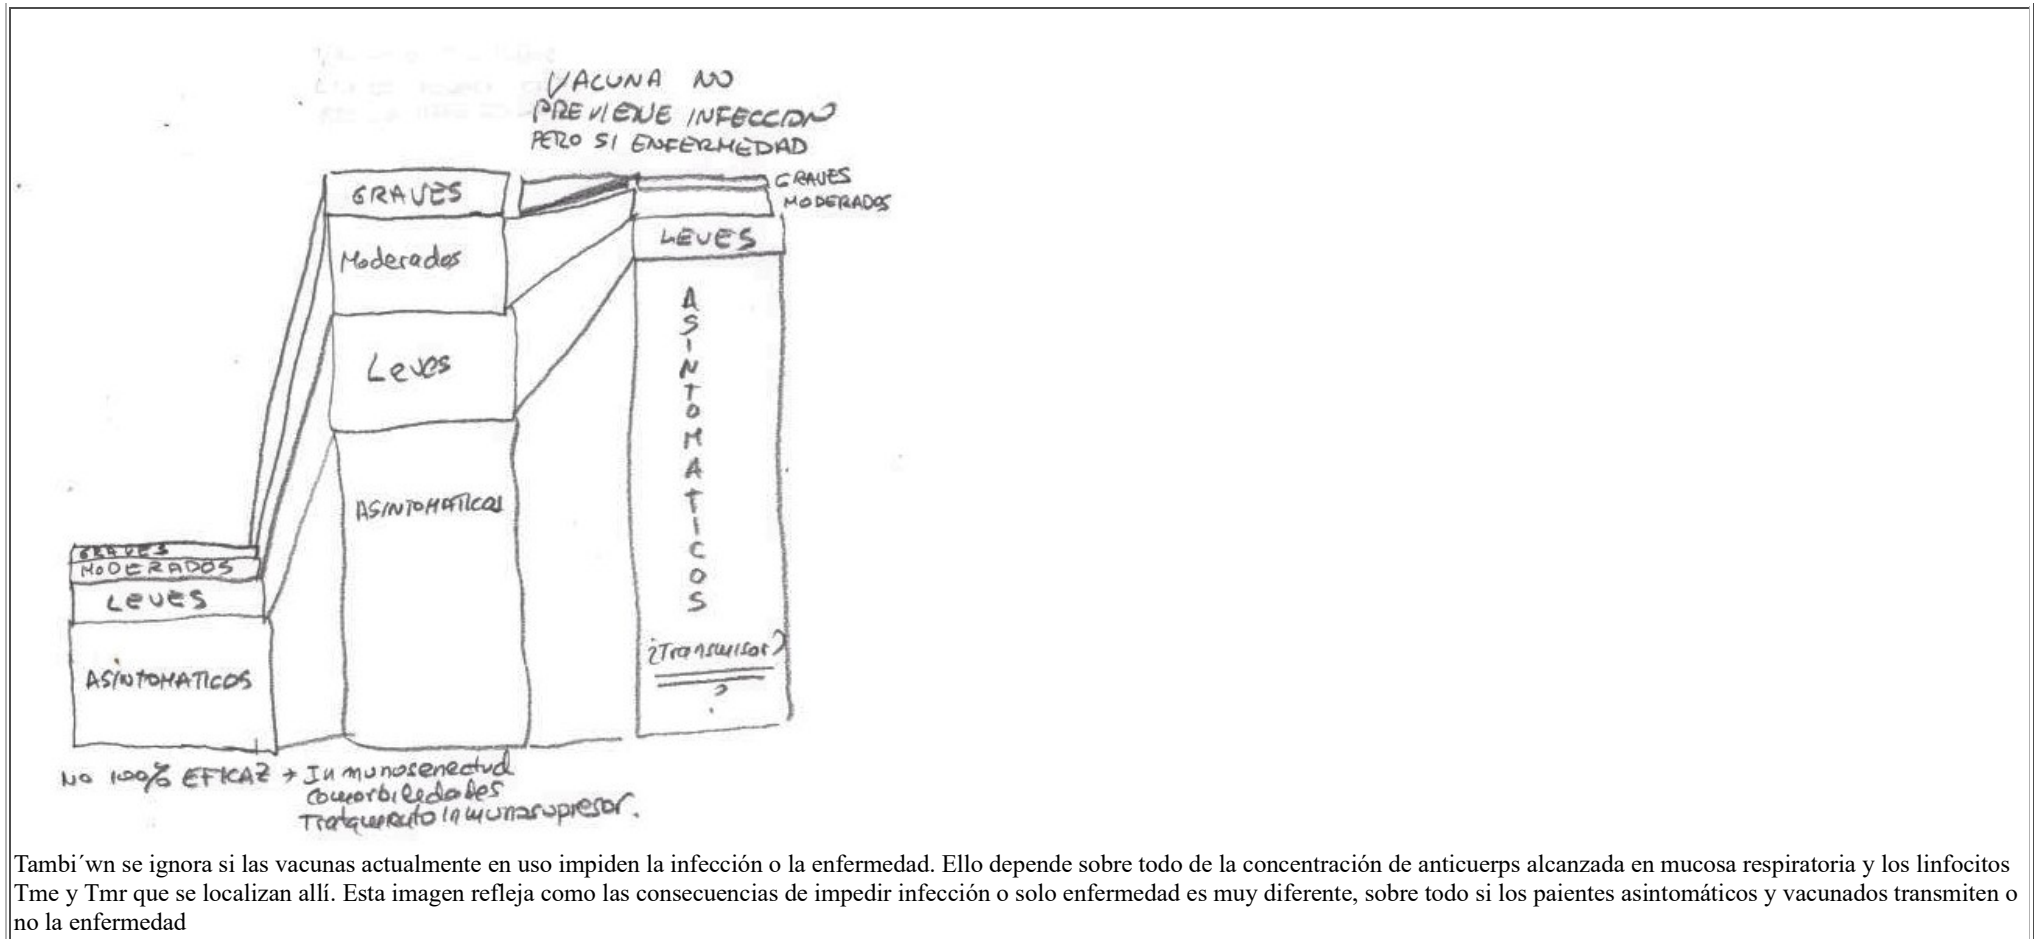 VACUNA NO
PREVIENE INFECCION
PERO SI ENFERMEDAD
GRAVES
Moderados
Leves
ASINTOMATICOS
GRAVES
MODERADOS
LEVES
ASINTOMATICOS
¿Transmisor?
?
GRAVES
MODERADOS
LEVES
ASINTOMATICOS
NO 100% EFICAZ → Inmunosenectud
comorbilidades
Tratamiento inmunosupresor.
Tambi´wn se ignora si las vacunas actualmente en uso impiden la infección o la enfermedad. Ello depende sobre todo de la concentración de anticuerps alcanzada en mucosa respiratoria y los linfocitos
Tme y Tmr que se localizan allí. Esta imagen refleja como las consecuencias de impedir infección o solo enfermedad es muy diferente, sobre todo si los paientes asintomáticos y vacunados transmiten o
no la enfermedad